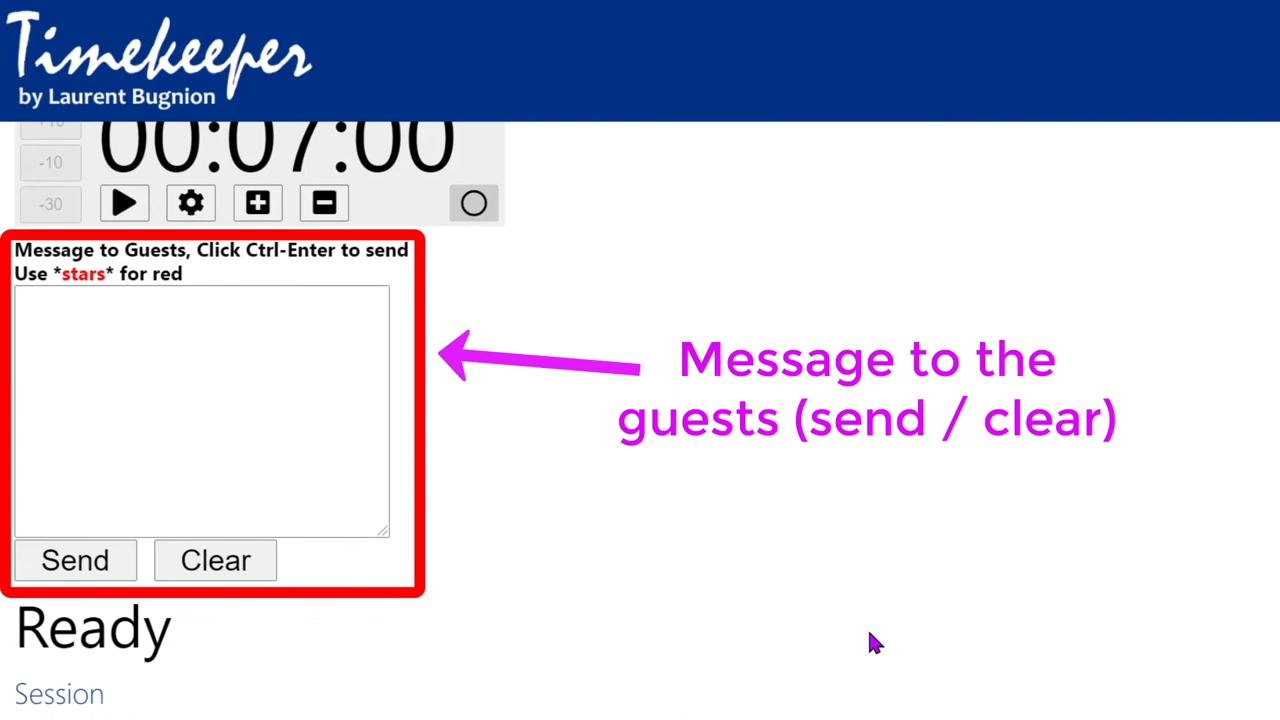 Timekeeper
by Laurent Bugnion
00:07:00
-10
-30
Message to Guests, Click Ctrl-Enter to send
Use *stars* for red
Message to the
guests (send / clear)
Send Clear
Ready
Session